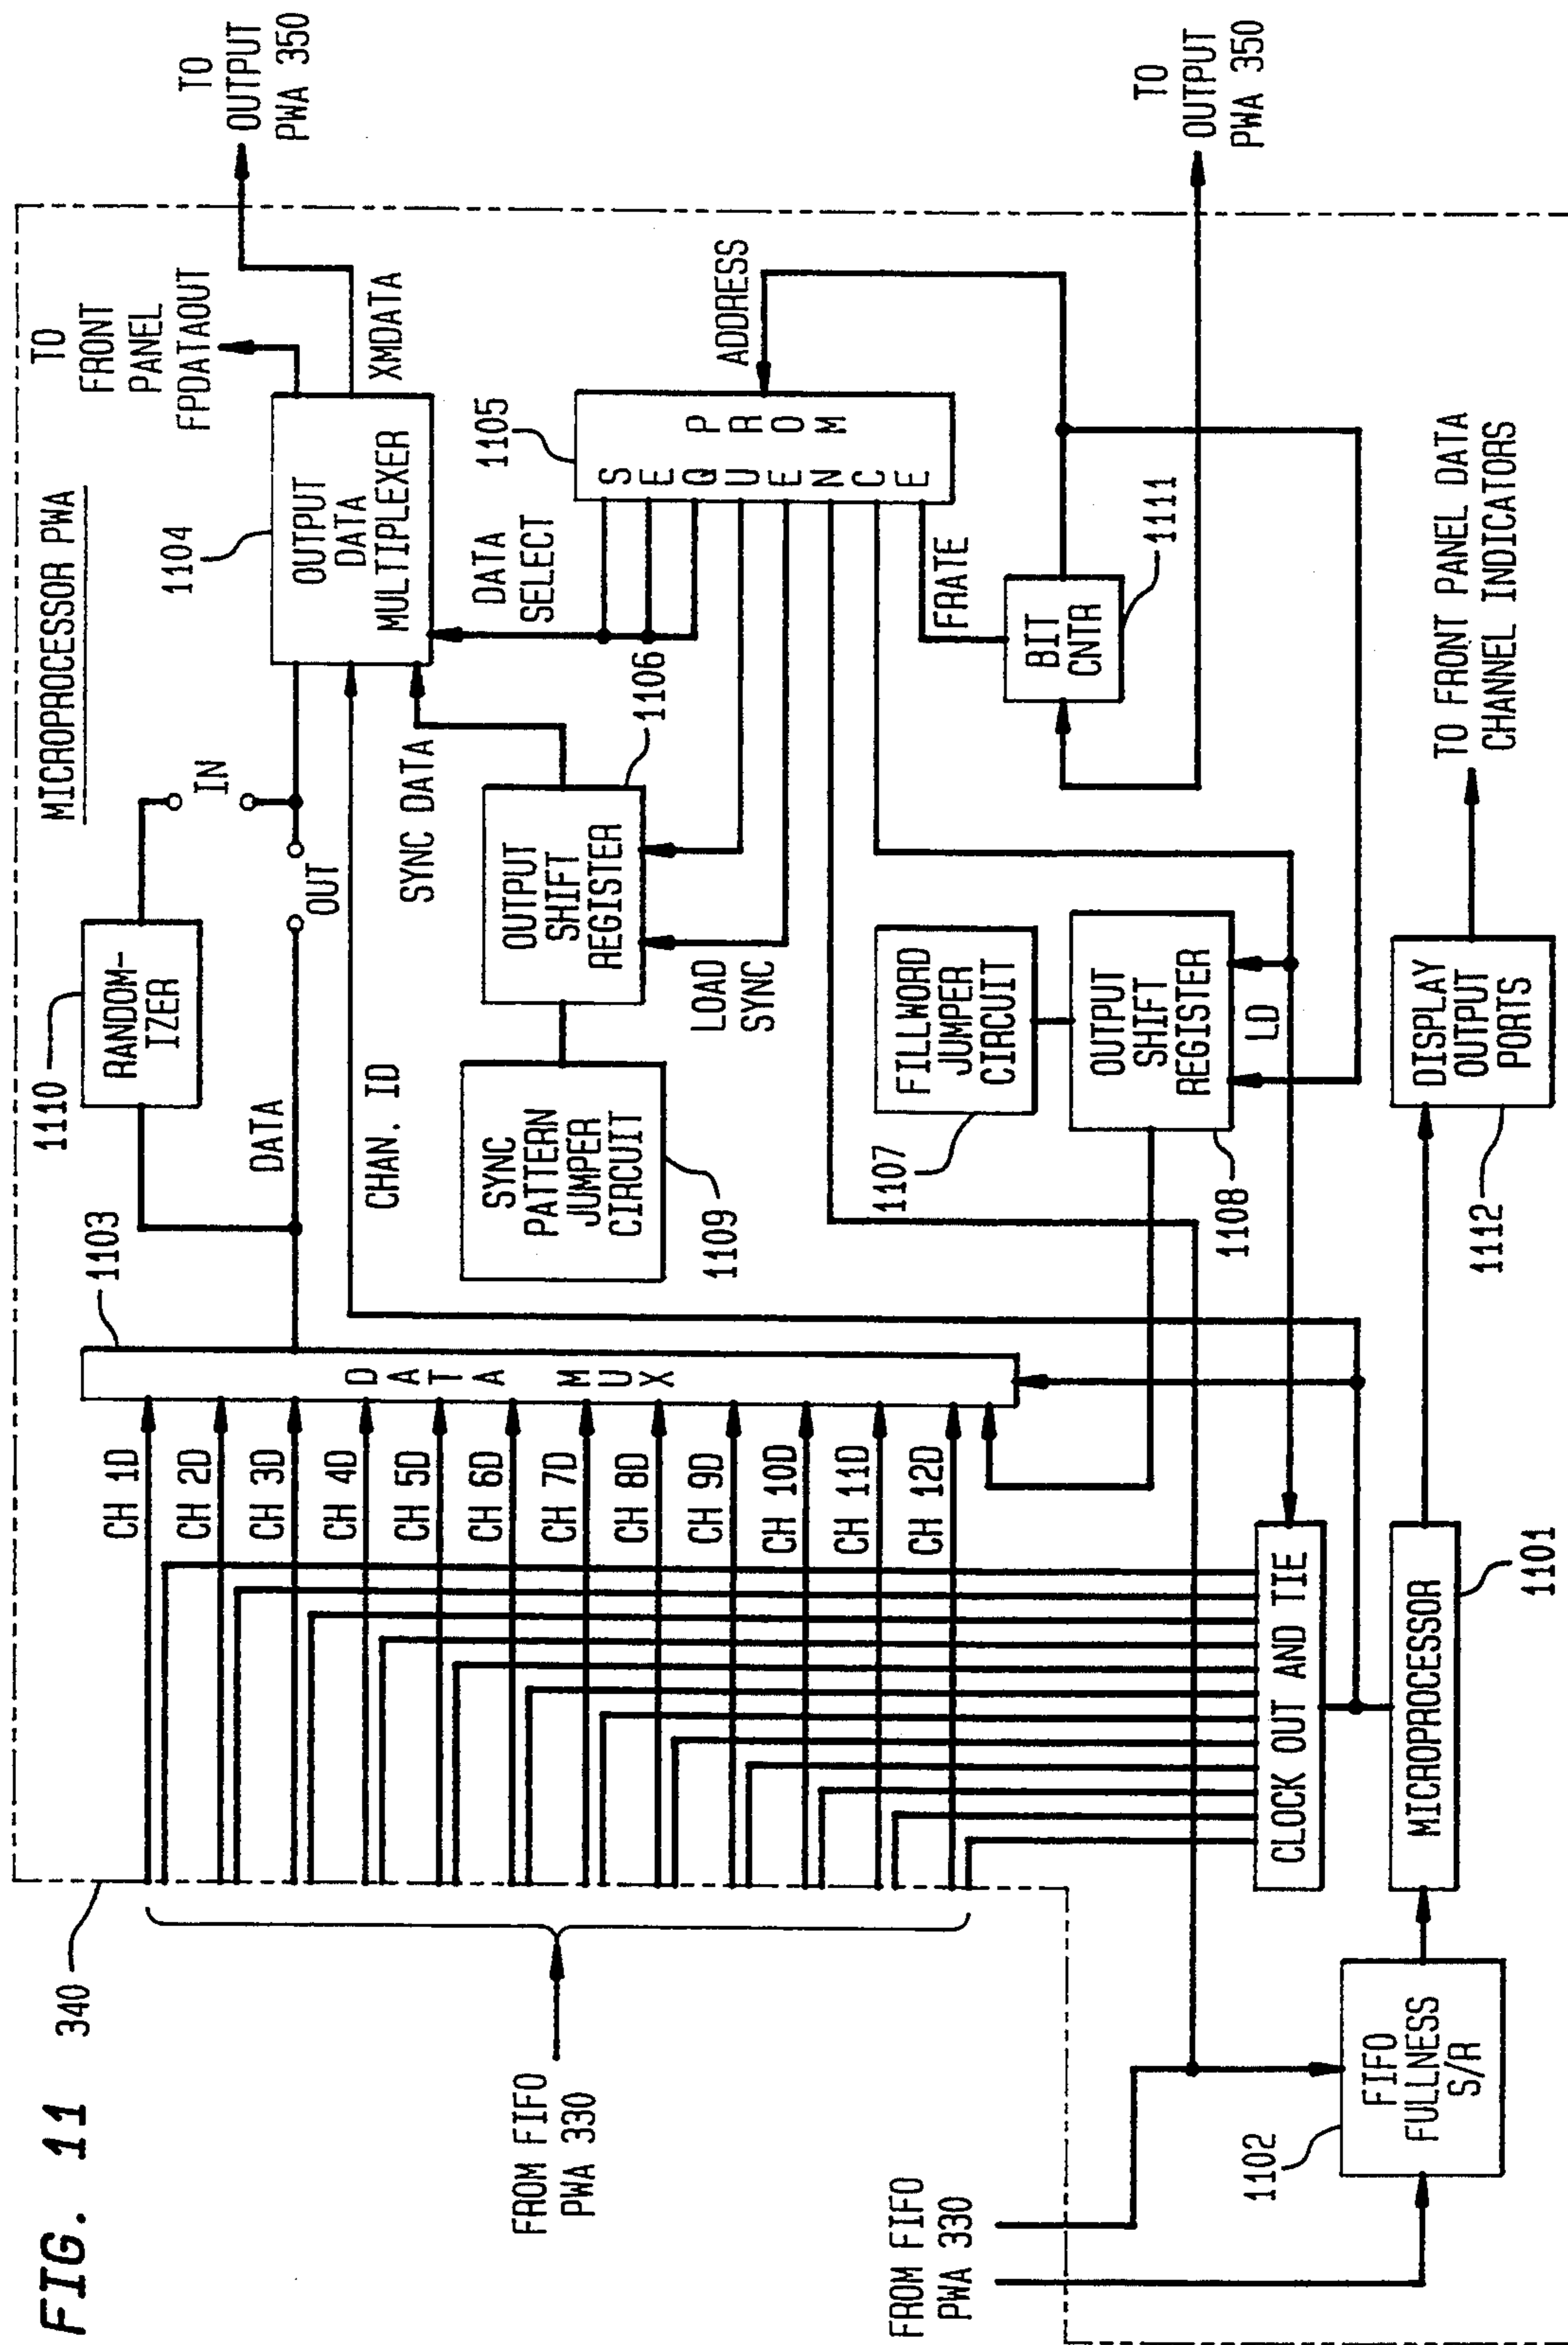 FIG. 11
340
MICROPROCESSOR PWA
FROM FIFO
PWA 330
FROM FIFO
PWA 330
CH 1D
CH 2D
CH 3D
CH 4D
CH 5D
CH 6D
CH 7D
CH 8D
CH 9D
CH 10D
CH 11D
CH 12D
1103
DATA MUX
1110
RANDOM-
IZER
DATA
IN
OUT
CHAN. ID
SYNC DATA
1104
OUTPUT
DATA
MULTIPLEXER
TO
FRONT
PANEL
FPDATAOUT
XMDATA
TO
OUTPUT
PWA 350
SYNC
PATTERN
JUMPER
CIRCUIT
1109
OUTPUT
SHIFT
REGISTER
1106
LOAD
SYNC
DATA
SELECT
1105
SEQUENCE
PROM
ADDRESS
FRATE
BIT
CNTR
1111
TO
OUTPUT
PWA 350
FILLWORD
JUMPER
CIRCUIT
1107
OUTPUT
SHIFT
REGISTER
1108
LD
CLOCK OUT AND TIE
MICROPROCESSOR
1101
FIFO
FULLNESS
S/R
1102
DISPLAY
OUTPUT
PORTS
1112
TO FRONT PANEL DATA
CHANNEL INDICATORS